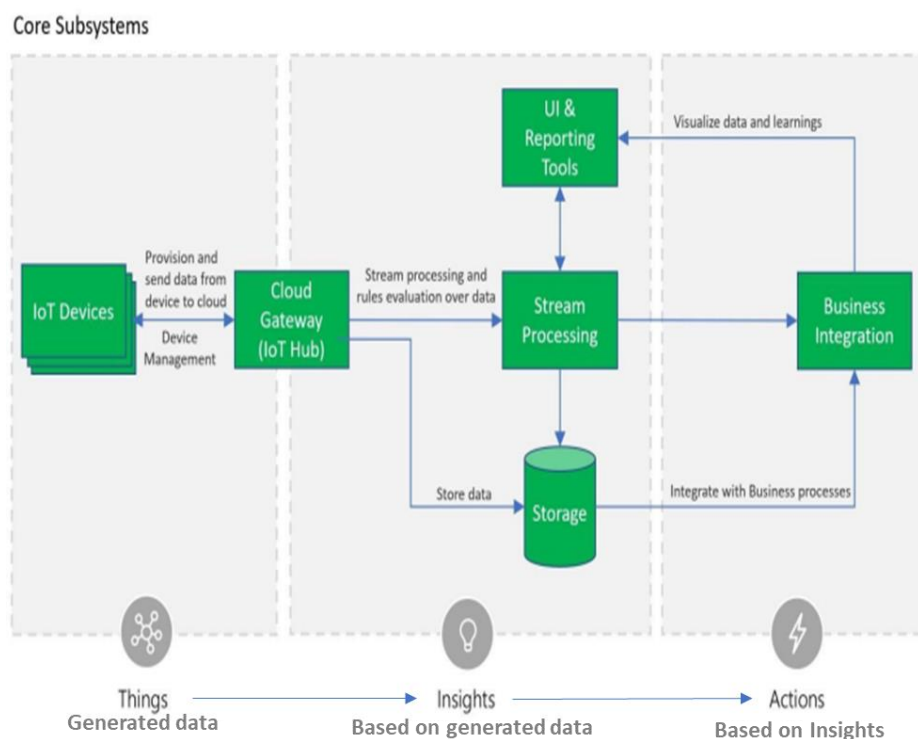 Core Subsystems
UI &
Reporting
Tools
Visualize data and learnings
Provision and
send data from
device to cloud
IoT Devices
Device
Management
Cloud
Gateway
(IoT Hub)
Stream processing and
rules evaluation over data
Stream
Processing
Business
Integration
Store data
Storage
Integrate with Business processes
Things
Generated data
Insights
Based on generated data
Actions
Based on Insights